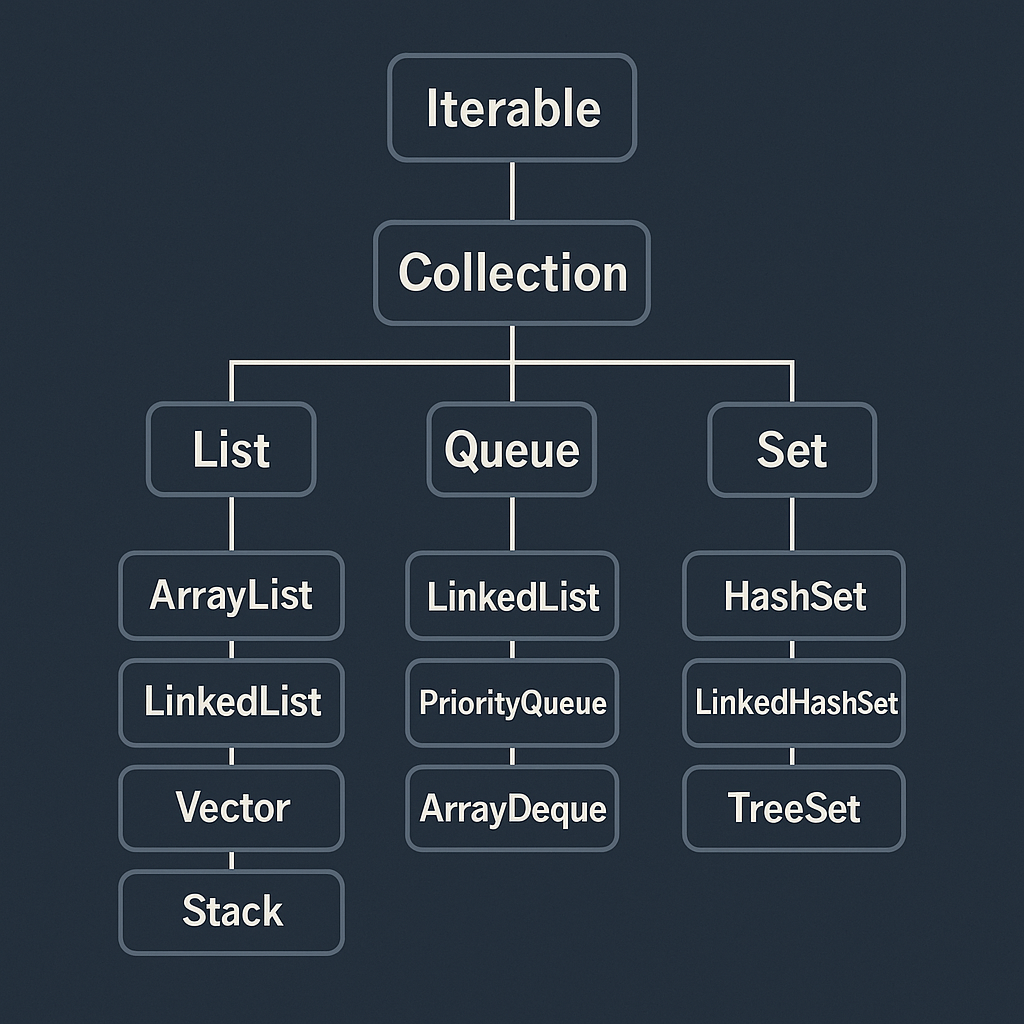 Iterable
Collection
List
Queue
Set
ArrayList
LinkedList
HashSet
LinkedList
PriorityQueue
LinkedHashSet
Vector
ArrayDeque
TreeSet
Stack